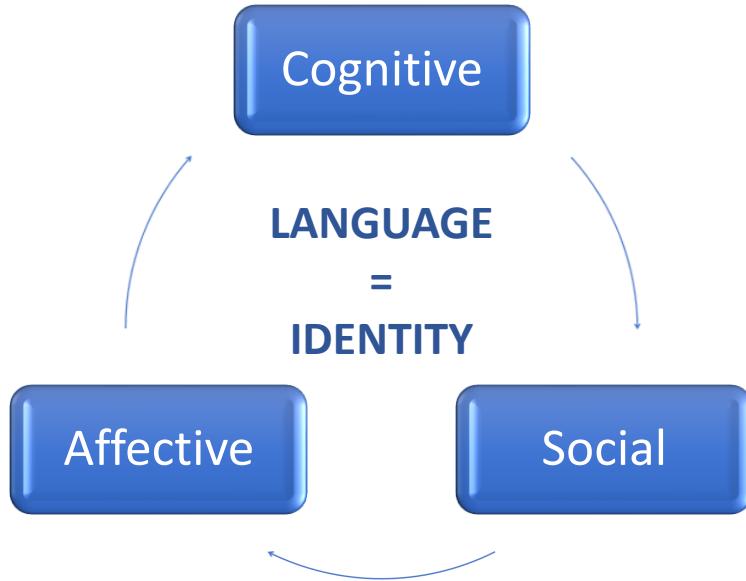 Cognitive
LANGUAGE
=
IDENTITY
Affective
Social